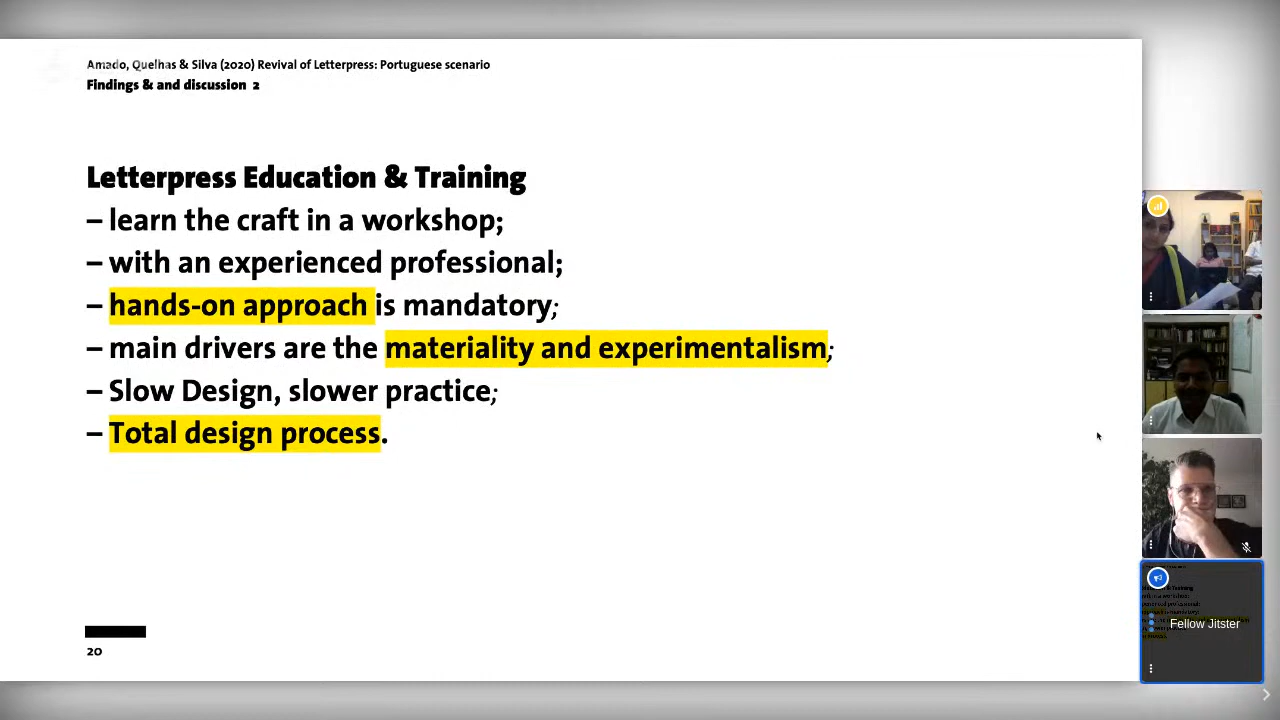 Amado, Quelhas & Silva (2020) Revival of Letterpress: Portuguese scenario
Findings & and discussion 2
Letterpress Education & Training
– learn the craft in a workshop;
– with an experienced professional;
– hands-on approach is mandatory;
– main drivers are the materiality and experimentalism;
– Slow Design, slower practice;
– Total design process.
20
Fellow Jitster